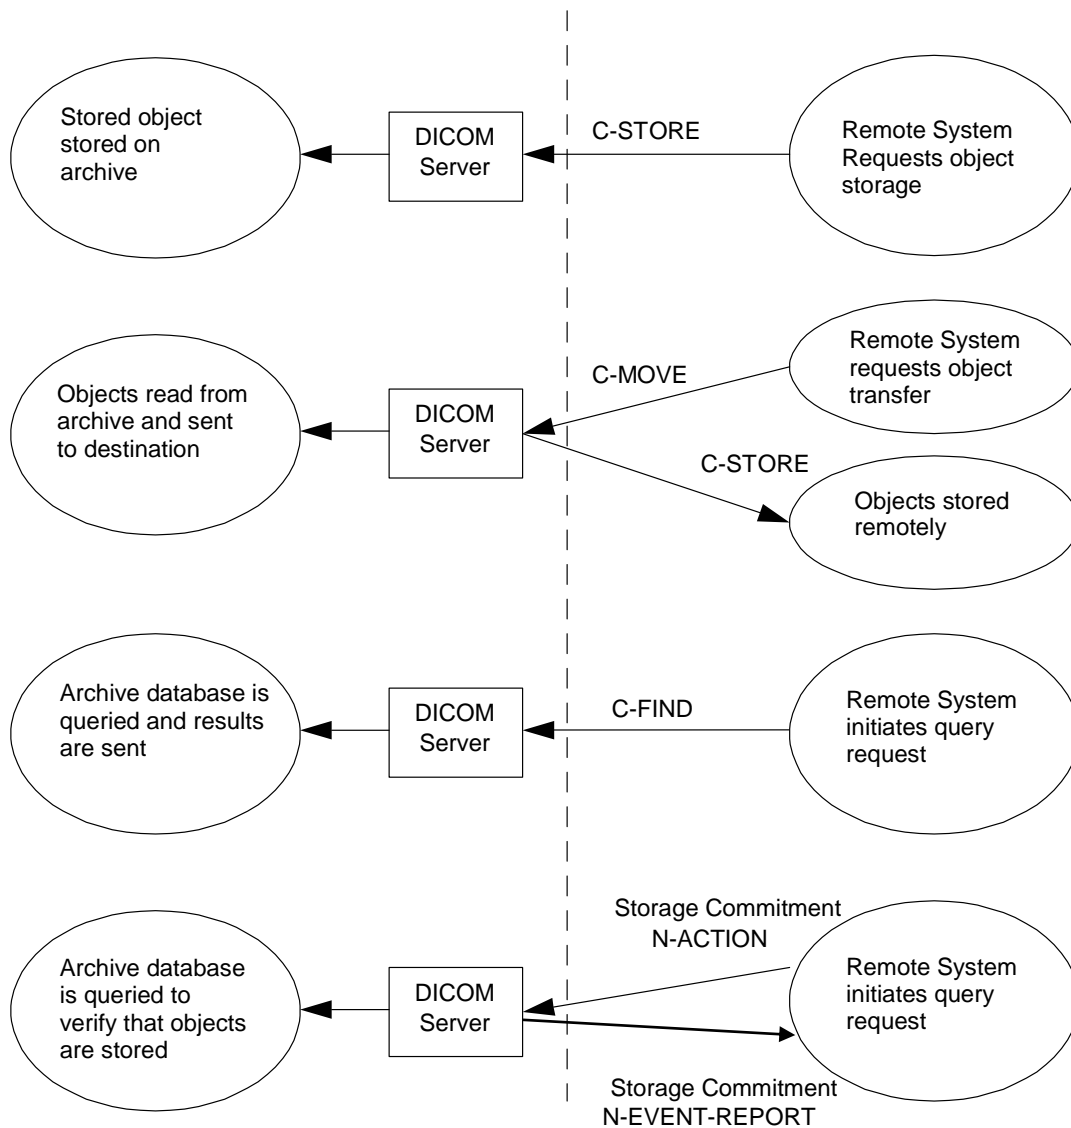 Stored object
stored on
archive
DICOM
Server
C-STORE
Remote System
Requests object
storage
Objects read from
archive and sent
to destination
DICOM
Server
C-MOVE
Remote System
requests object
transfer
C-STORE
Objects stored
remotely
Archive database is
queried and results
are sent
DICOM
Server
C-FIND
Remote System
initiates query
request
Archive database
is queried to
verify that objects
are stored
DICOM
Server
Storage Commitment
N-ACTION
Remote System
initiates query
request
Storage Commitment
N-EVENT-REPORT